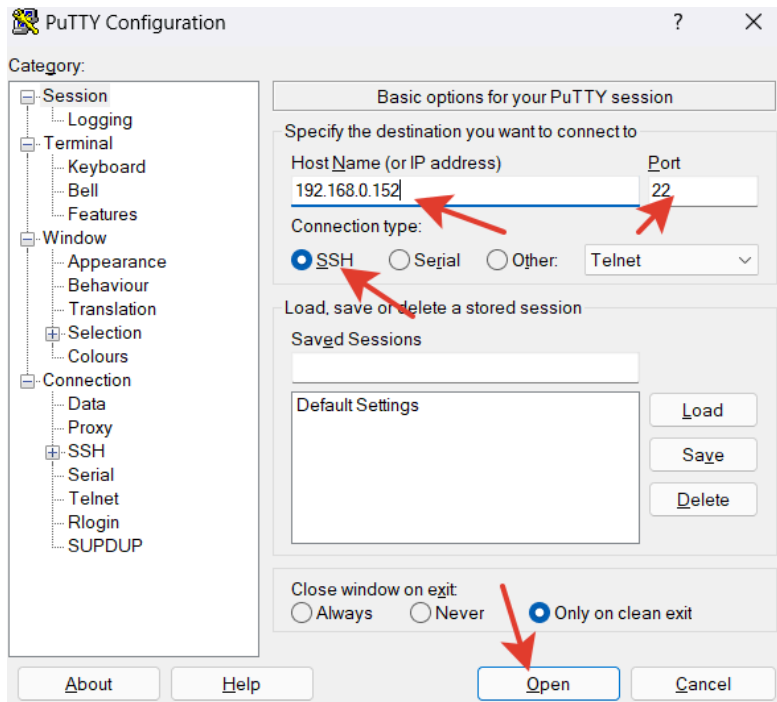 PuTTY Configuration
?
Category:
Session
Logging
Terminal
Keyboard
Bell
Features
Window
Appearance
Behaviour
Translation
Selection
Colours
Connection
Data
Proxy
SSH
Serial
Telnet
Rlogin
SUPDUP
Basic options for your PuTTY session
Specify the destination you want to connect to
Host Name (or IP address) Port
192.168.0.152 22
Connection type:
SSH Serial Other: Telnet
Load, save or delete a stored session
Saved Sessions
Default Settings
Load
Save
Delete
Close window on exit:
Always Never Only on clean exit
About Help Open Cancel